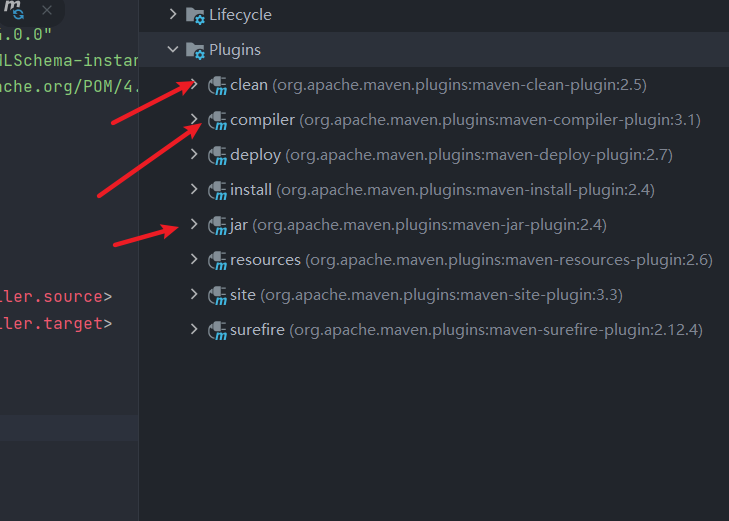 Lifecycle
.0.0"
Plugins
NLSchema-instan
ache.org/POM/4.
clean (org.apache.maven.plugins:maven-clean-plugin:2.5)
compiler (org.apache.maven.plugins:maven-compiler-plugin:3.1)
deploy (org.apache.maven.plugins:maven-deploy-plugin:2.7)
install (org.apache.maven.plugins:maven-install-plugin:2.4)
jar (org.apache.maven.plugins:maven-jar-plugin:2.4)
resources (org.apache.maven.plugins:maven-resources-plugin:2.6)
ler.source>
site (org.apache.maven.plugins:maven-site-plugin:3.3)
ler.target>
surefire (org.apache.maven.plugins:maven-surefire-plugin:2.12.4)